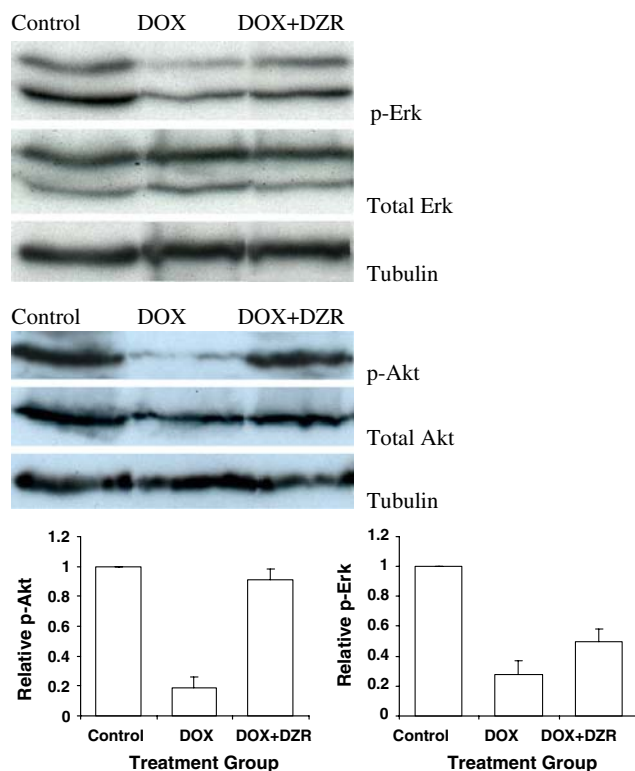 Control DOX DOX+DZR
p-Erk
Total Erk
Tubulin
Control DOX DOX+DZR
p-Akt
Total Akt
Tubulin
Relative p-Akt
1.2
1
0.8
0.6
0.4
0.2
0
Control DOX DOX+DZR
Treatment Group
Relative p-Erk
1.2
1
0.8
0.6
0.4
0.2
0
Control DOX DOX+DZR
Treatment Group